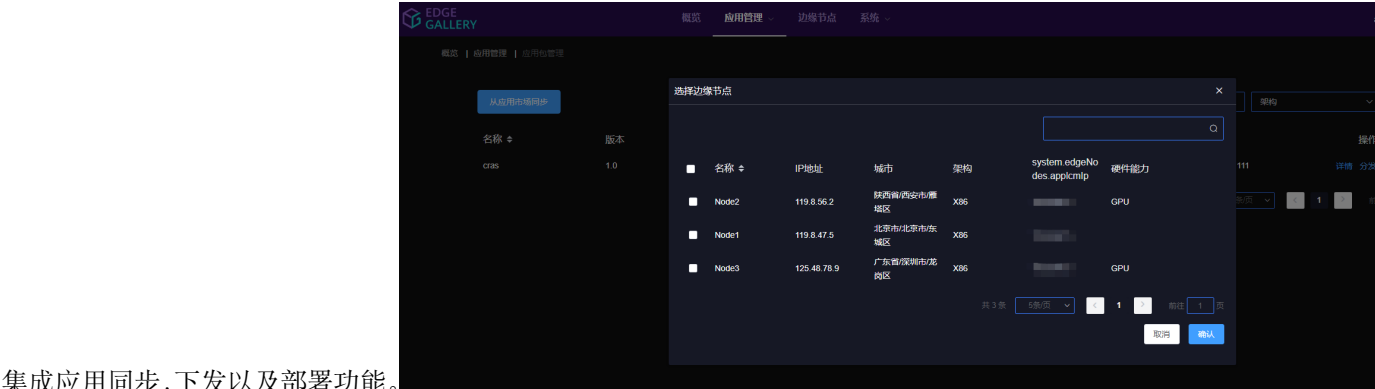 EDGE
GALLERY
概览 应用管理 边缘节点 系统
概览 | 应用管理 | 应用包管理
选择边缘节点 ×
从应用市场同步
架构
名称 版本
操作
cras 1.0
111
详情 分发
名称 IP地址 城市 架构 system.edgeNo
des.applcmIp 硬件能力
Node2 119.8.56.2 陕西省/西安市/雁
塔区 X86 GPU
Node1 119.8.47.5 北京市/北京市/东
城区 X86
Node3 125.48.78.9 广东省/深圳市/龙
岗区 X86 GPU
共 3 条 5条/页 1 前往 1 页
条/页 1
取消 确认
集成应用同步,下发以及部署功能。